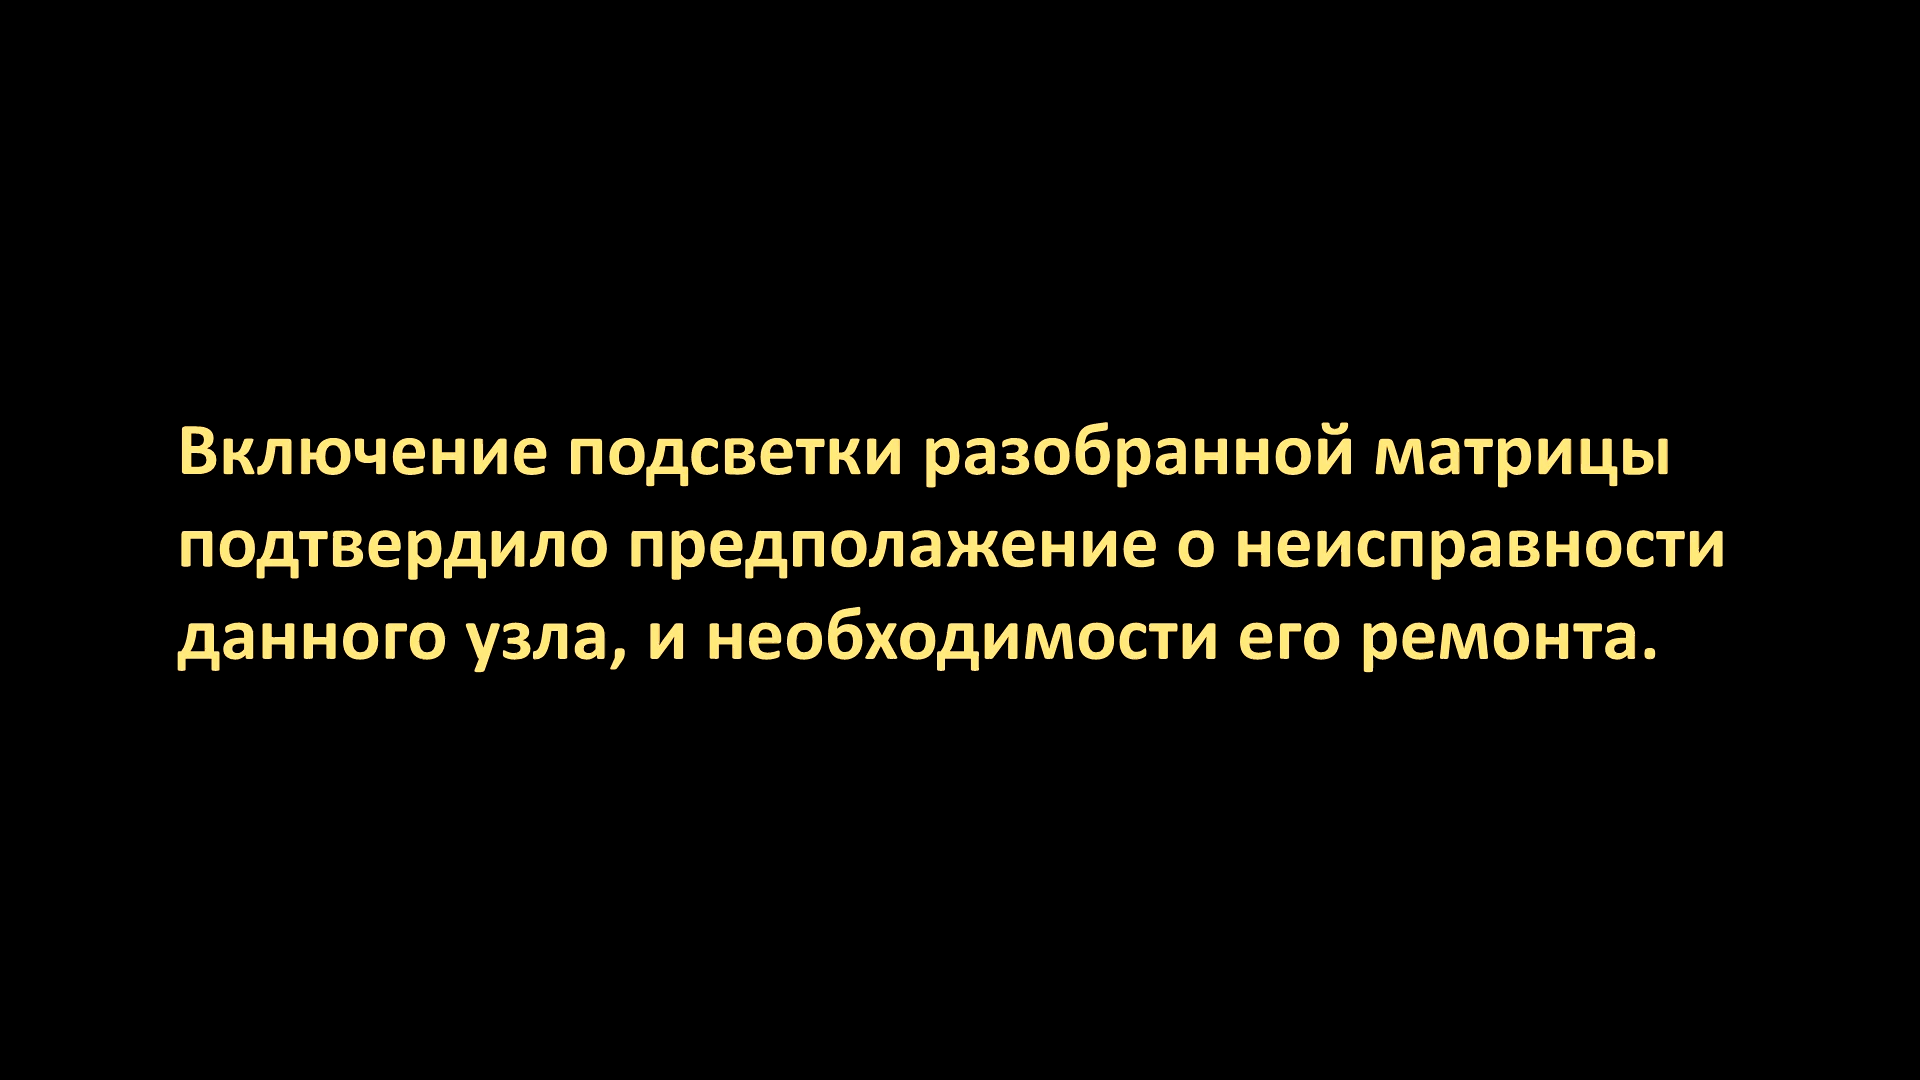 Включение подсветки разобранной матрицы
подтвердило предполажение о неисправности
данного узла, и необходимости его ремонта.